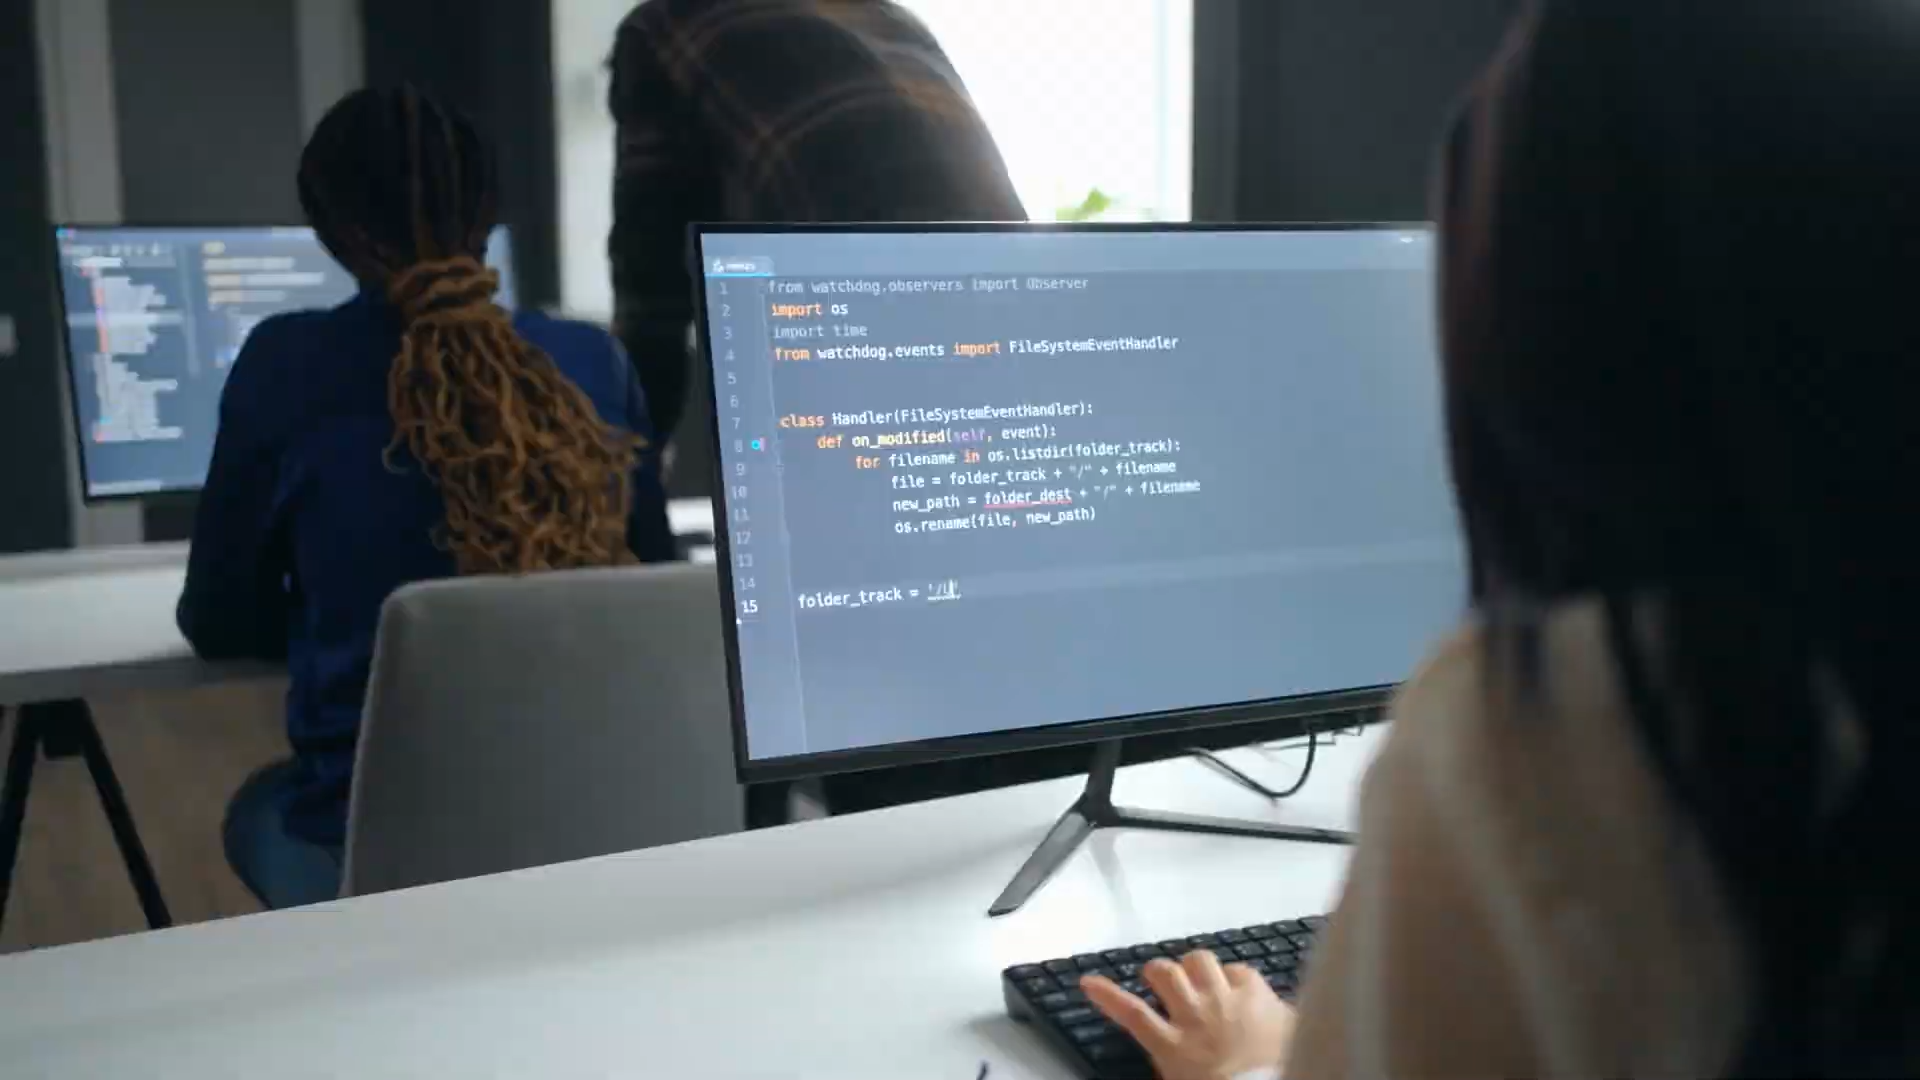 1 from watchdog.observers import Observer
2 import os
3 import time
4 from watchdog.events import FileSystemEventHandler
5
6
7 class Handler(FileSystemEventHandler):
8 def on_modified(self, event):
9 for filename in os.listdir(folder_track):
10 file = folder_track + "/" + filename
11 new_path = folder_dest + "/" + filename
12 os.rename(file, new_path)
13
14
15 folder_track = '/U'